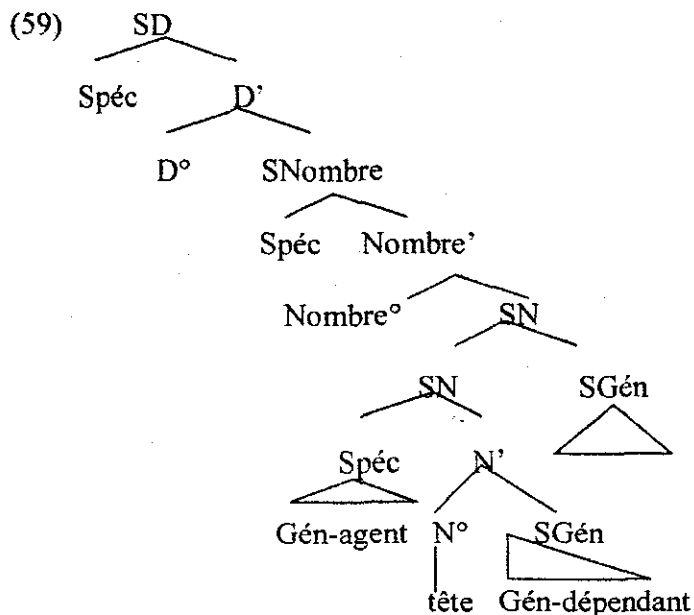 (59) SD
Spéc D’
D° SNombre
Spéc Nombre’
Nombre° SN
SN SGén
Spéc N’
Gén-agent N° SGén
tête Gén-dépendant